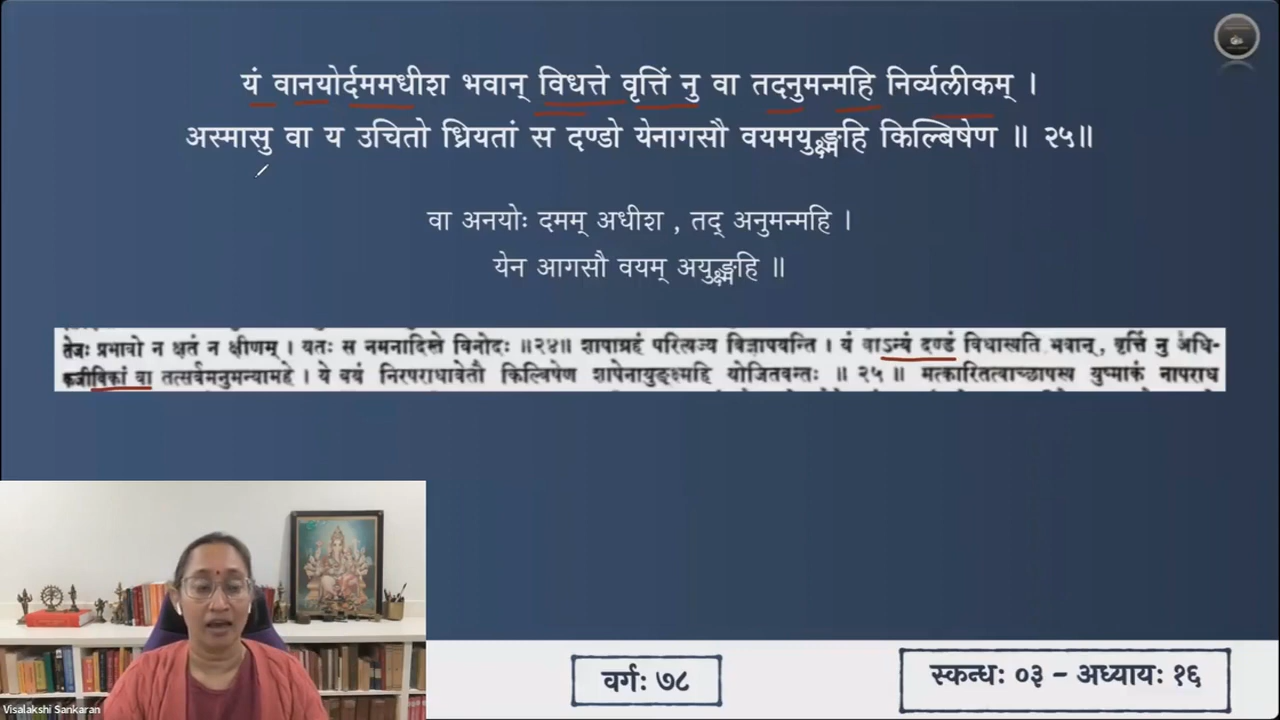 यं वानयोर्दममधीश भवान् विधत्ते वृत्तिं नु वा तदनुमन्महि निर्व्यलीकम् ।
अस्मासु वा य उचितो ध्रियतां स दण्डो येनागसौ वयमयुङ्क्ष्महि किल्बिषेण ॥ २५॥
वा अनयोः दमम् अधीश , तद् अनुमन्महि ।
येन आगसौ वयम् अयुङ्क्ष्महि ॥
तेजः प्रभावो न क्षतं न क्षीणम् । यतः स नमनादिस्ते विनोदः ॥२४॥ शापाग्रहं परित्यज्य विज्ञापयन्ति । यं वाऽन्यं दण्डं विधास्यति भवान्, वृत्तिं नु अधि-
कजीविकां वा तत्सर्वमनुमन्यामहे । ये वयं निरपराधावेतौ किल्बिषेण शापेनायुङ्क्ष्महि योजितवन्तः ॥ २५ ॥ मत्कारितत्वाच्छापस्य युष्माकं नापराध
Visalakshi Sankaran
वर्गः ७८
स्कन्धः ०३ – अध्यायः १६